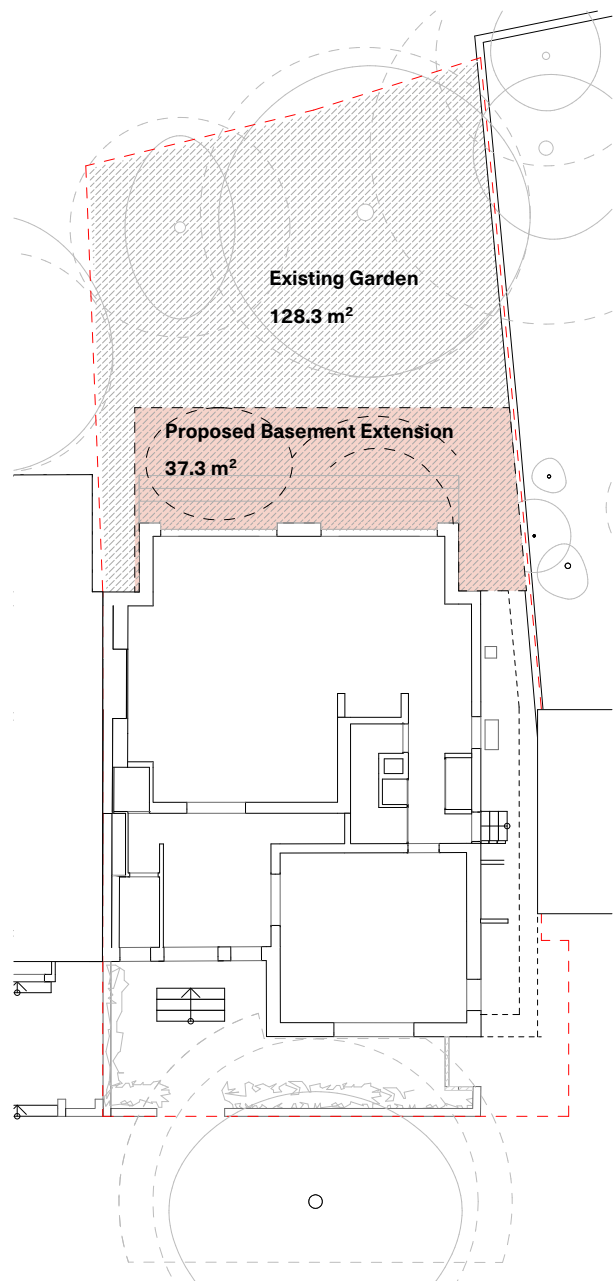 Existing Garden
128.3 m²
Proposed Basement Extension
37.3 m²